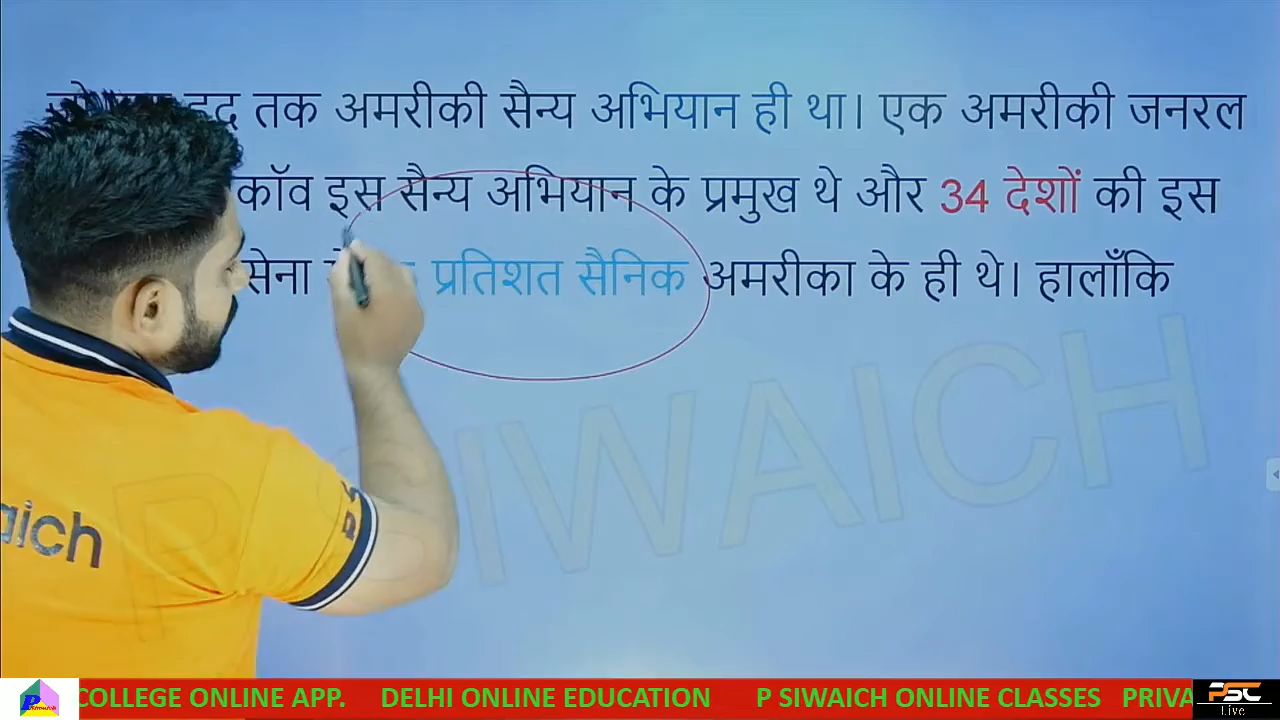 हद तक अमरीकी सैन्य अभियान ही था। एक अमरीकी जनरल
कॉव इस सैन्य अभियान के प्रमुख थे और 34 देशों की इस
सेना प्रतिशत सैनिक अमरीका के ही थे। हालाँकि
P SIWAICH
aich
COLLEGE ONLINE APP. DELHI ONLINE EDUCATION P SIWAICH ONLINE CLASSES PRIVA
PSC
Live